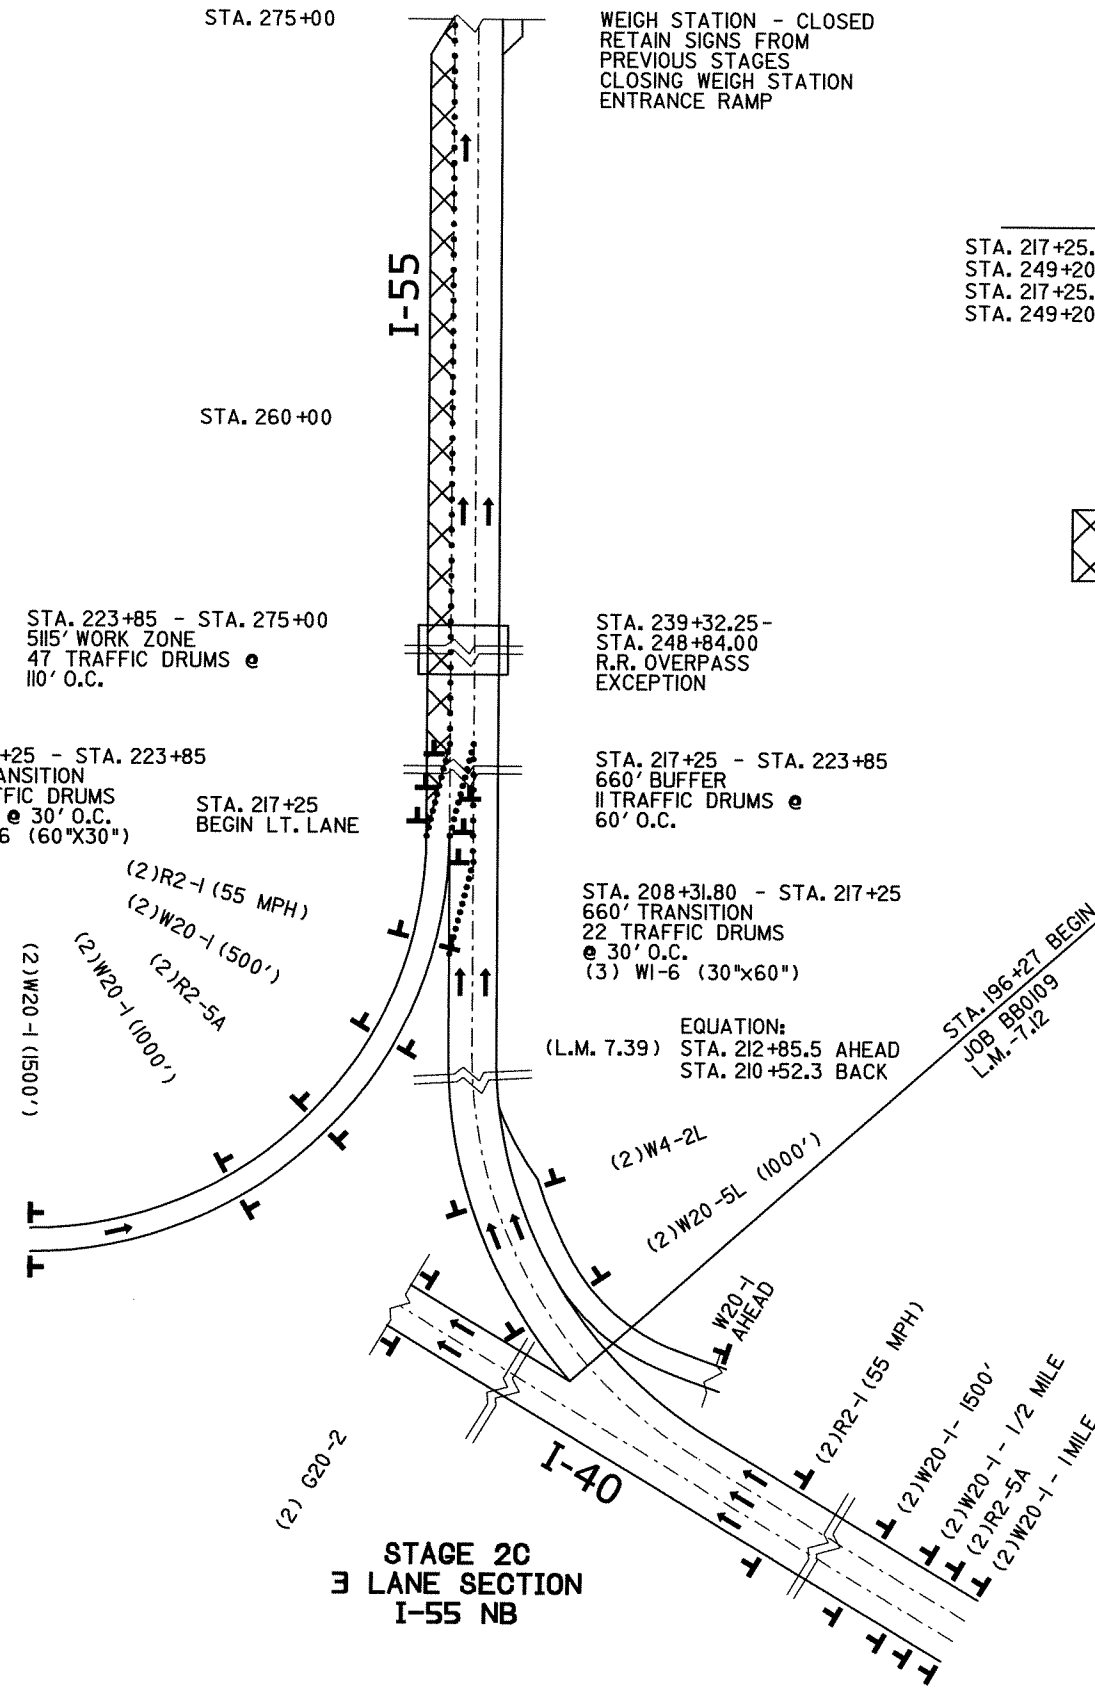 STA. 275+00
WEIGH STATION - CLOSED
RETAIN SIGNS FROM
PREVIOUS STAGES
CLOSING WEIGH STATION
ENTRANCE RAMP
I-55
STA. 217+25.
STA. 249+20
STA. 217+25.
STA. 249+20
STA. 260+00
STA. 223+85 - STA. 275+00
5115' WORK ZONE
47 TRAFFIC DRUMS @
110' O.C.
STA. 239+32.25-
STA. 248+84.00
R.R. OVERPASS
EXCEPTION
+25 - STA. 223+85
ANSITION
FFIC DRUMS
@ 30' O.C.
6 (60"X30")
STA. 217+25
BEGIN LT. LANE
STA. 217+25 - STA. 223+85
660' BUFFER
11 TRAFFIC DRUMS @
60' O.C.
(2)R2-1 (55 MPH)
(2)W20-1 (500')
(2)R2-5A
(2)W20-1 (1000')
(2)W20-1 (1500')
STA. 208+31.80 - STA. 217+25
660' TRANSITION
22 TRAFFIC DRUMS
@ 30' O.C.
(3) W1-6 (30"x60")
STA. 196+27 BEGIN
JOB BB0109
L.M. -7.12
EQUATION:
(L.M. 7.39) STA. 212+85.5 AHEAD
STA. 210+52.3 BACK
(2)W4-2L
(2)W20-5L (1000')
W20-1
AHEAD
(2)R2-1 (55 MPH)
(2)W20-1- 1500'
(2)W20-1- 1/2 MILE
(2)R2-5A
(2)W20-1- 1MILE
(2) G20-2
I-40
STAGE 2C
3 LANE SECTION
I-55 NB